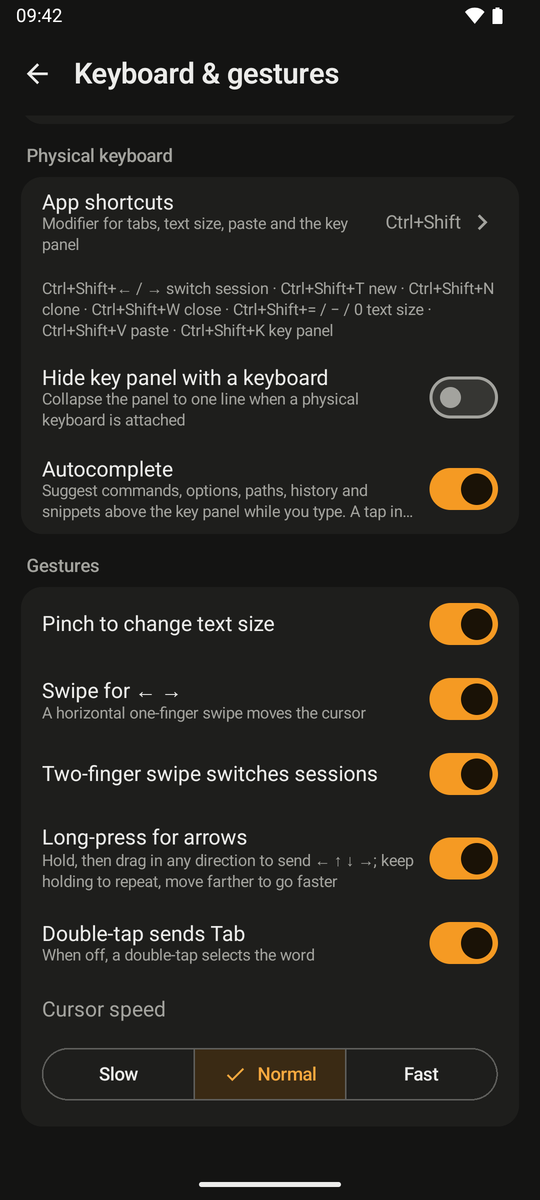 09:42
Keyboard & gestures
Physical keyboard
App shortcuts
Modifier for tabs, text size, paste and the key
panel
Ctrl+Shift
Ctrl+Shift+← / → switch session · Ctrl+Shift+T new · Ctrl+Shift+N
clone · Ctrl+Shift+W close · Ctrl+Shift+= / − / 0 text size ·
Ctrl+Shift+V paste · Ctrl+Shift+K key panel
Hide key panel with a keyboard
Collapse the panel to one line when a physical
keyboard is attached
Autocomplete
Suggest commands, options, paths, history and
snippets above the key panel while you type. A tap in…
Gestures
Pinch to change text size
Swipe for ← →
A horizontal one-finger swipe moves the cursor
Two-finger swipe switches sessions
Long-press for arrows
Hold, then drag in any direction to send ← ↑ ↓ →; keep
holding to repeat, move farther to go faster
Double-tap sends Tab
When off, a double-tap selects the word
Cursor speed
Slow
Normal
Fast